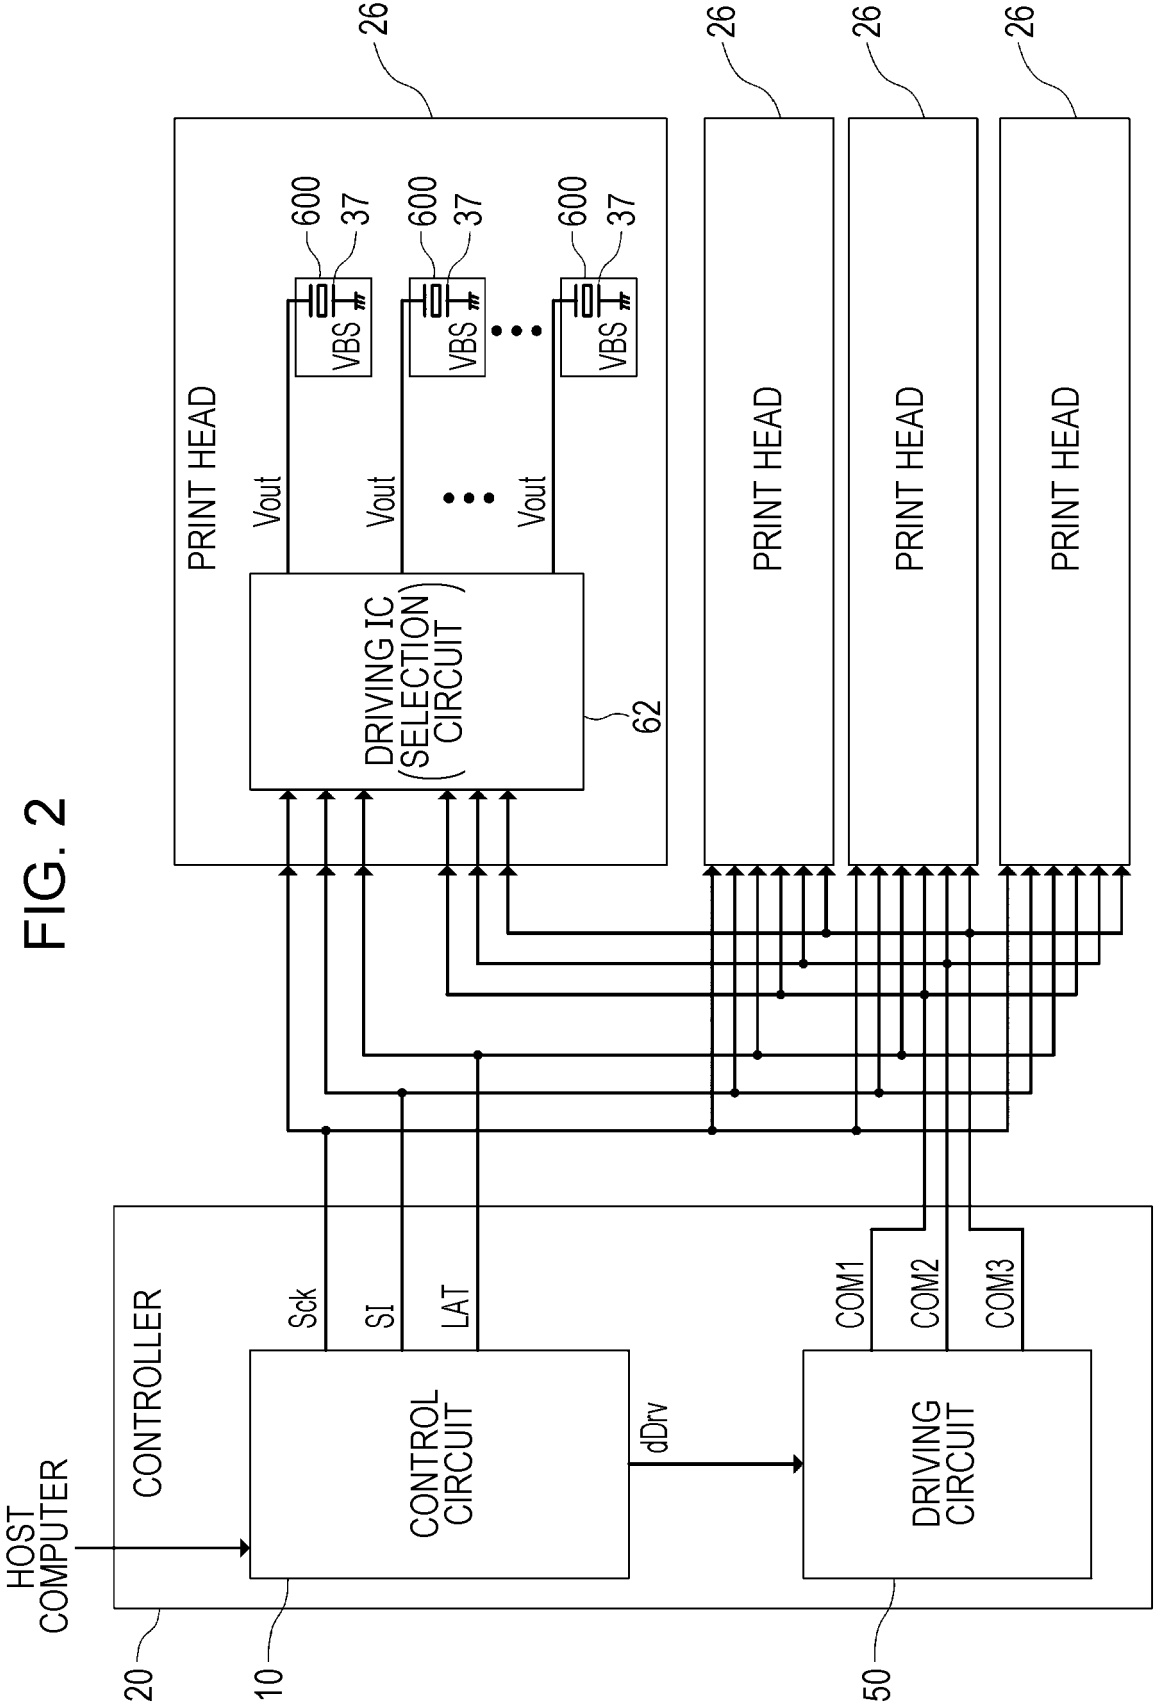 FIG. 2
HOST
COMPUTER
20
CONTROLLER
10
CONTROL
CIRCUIT
Sck
SI
LAT
dDrv
50
DRIVING
CIRCUIT
COM1
COM2
COM3
26
PRINT HEAD
62
DRIVING IC
(SELECTION
CIRCUIT)
Vout
Vout
Vout
600
37
VBS
600
37
VBS
600
37
VBS
26
PRINT HEAD
26
PRINT HEAD
26
PRINT HEAD